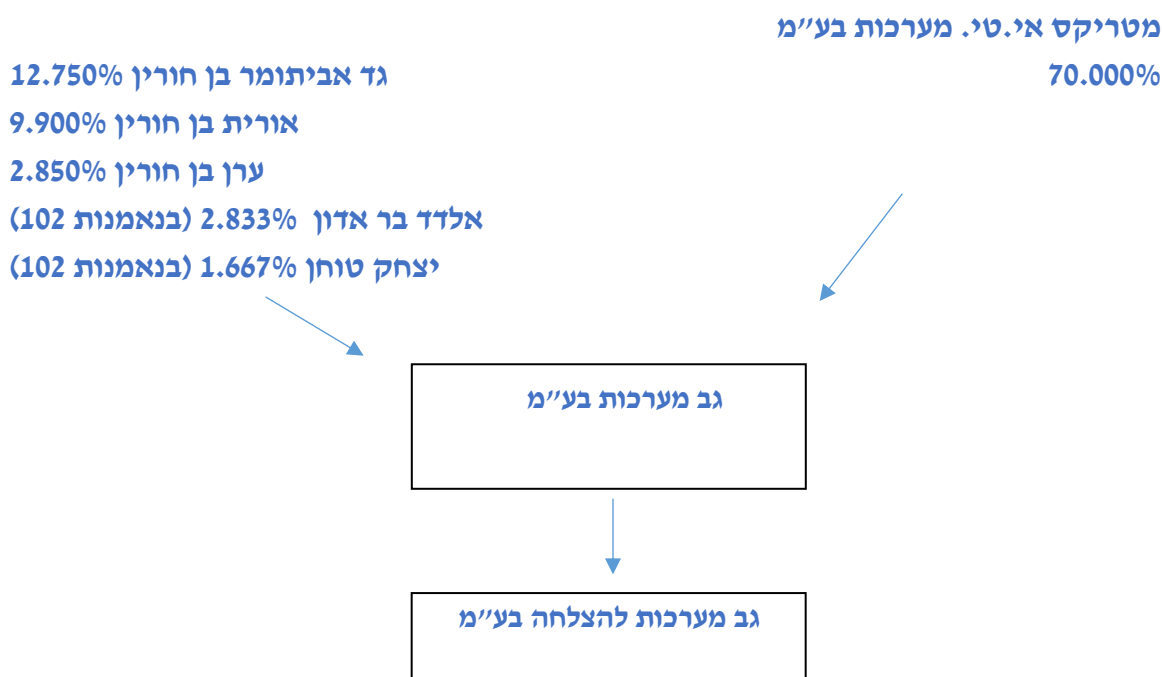 מטריקס אי.טי. מערכות בע״מ
70.000%
גד אביתומר בן חורין 12.750%
אורית בן חורין 9.900%
ערן בן חורין 2.850%
אלדד בר אדון 2.833% (בנאמנות 102)
יצחק טוחן 1.667% (בנאמנות 102)
גב מערכות בע״מ
גב מערכות להצלחה בע״מ